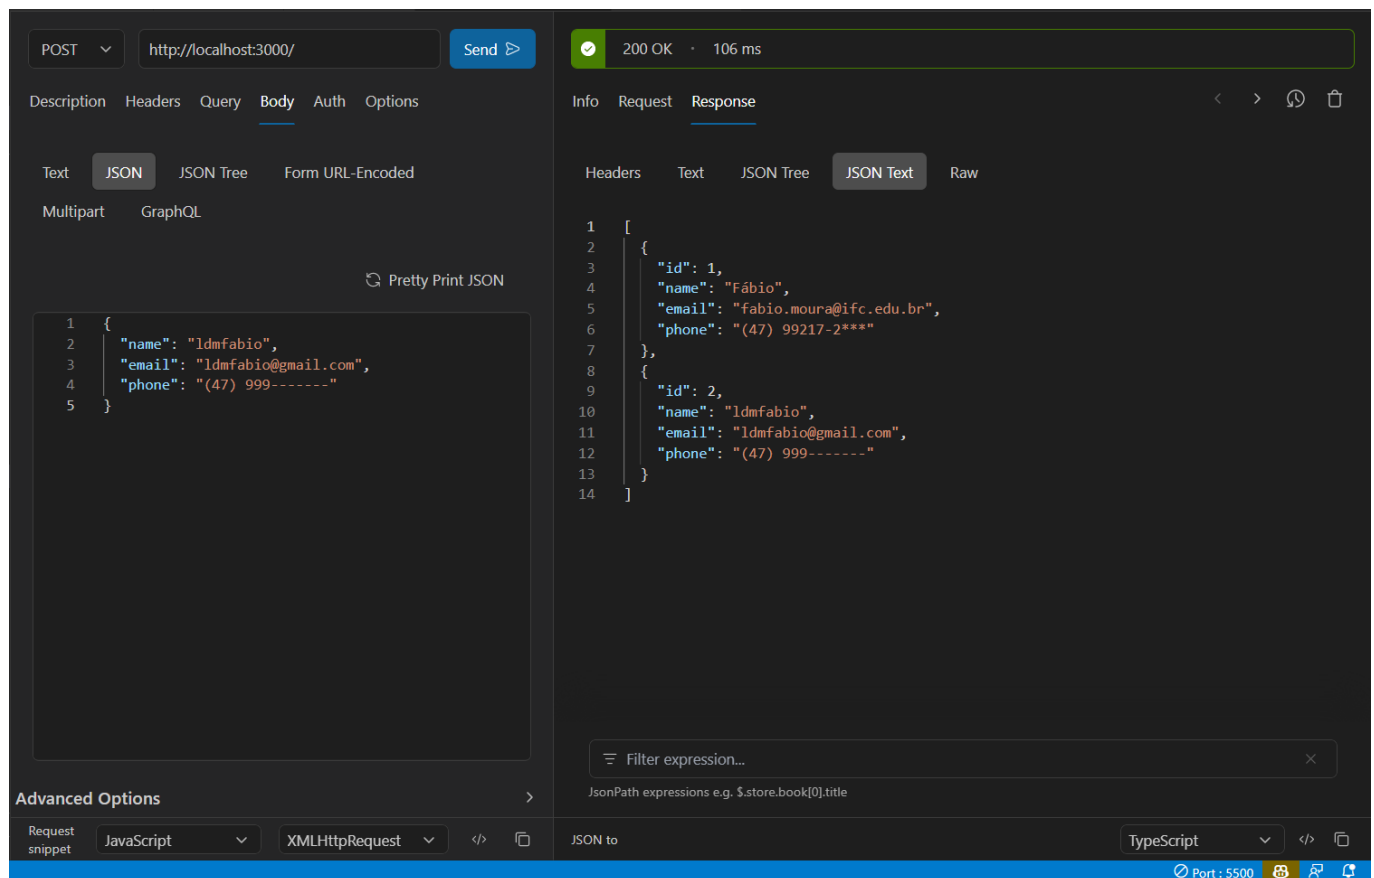 POST
http://localhost:3000/
Send
Description Headers Query Body Auth Options
Text JSON JSON Tree Form URL-Encoded
Multipart GraphQL
Pretty Print JSON
1 {
2 "name": "ldmfabio",
3 "email": "ldmfabio@gmail.com",
4 "phone": "(47) 999-------"
5 }
Advanced Options
Request
snippet
JavaScript
XMLHttpRequest
200 OK · 106 ms
Info Request Response
Headers Text JSON Tree JSON Text Raw
1 [
2 {
3 "id": 1,
4 "name": "Fábio",
5 "email": "fabio.moura@ifc.edu.br",
6 "phone": "(47) 99217-2***"
7 },
8 {
9 "id": 2,
10 "name": "ldmfabio",
11 "email": "ldmfabio@gmail.com",
12 "phone": "(47) 999-------"
13 }
14 ]
Filter expression...
JsonPath expressions e.g. $.store.book[0].title
JSON to
TypeScript
Port : 5500